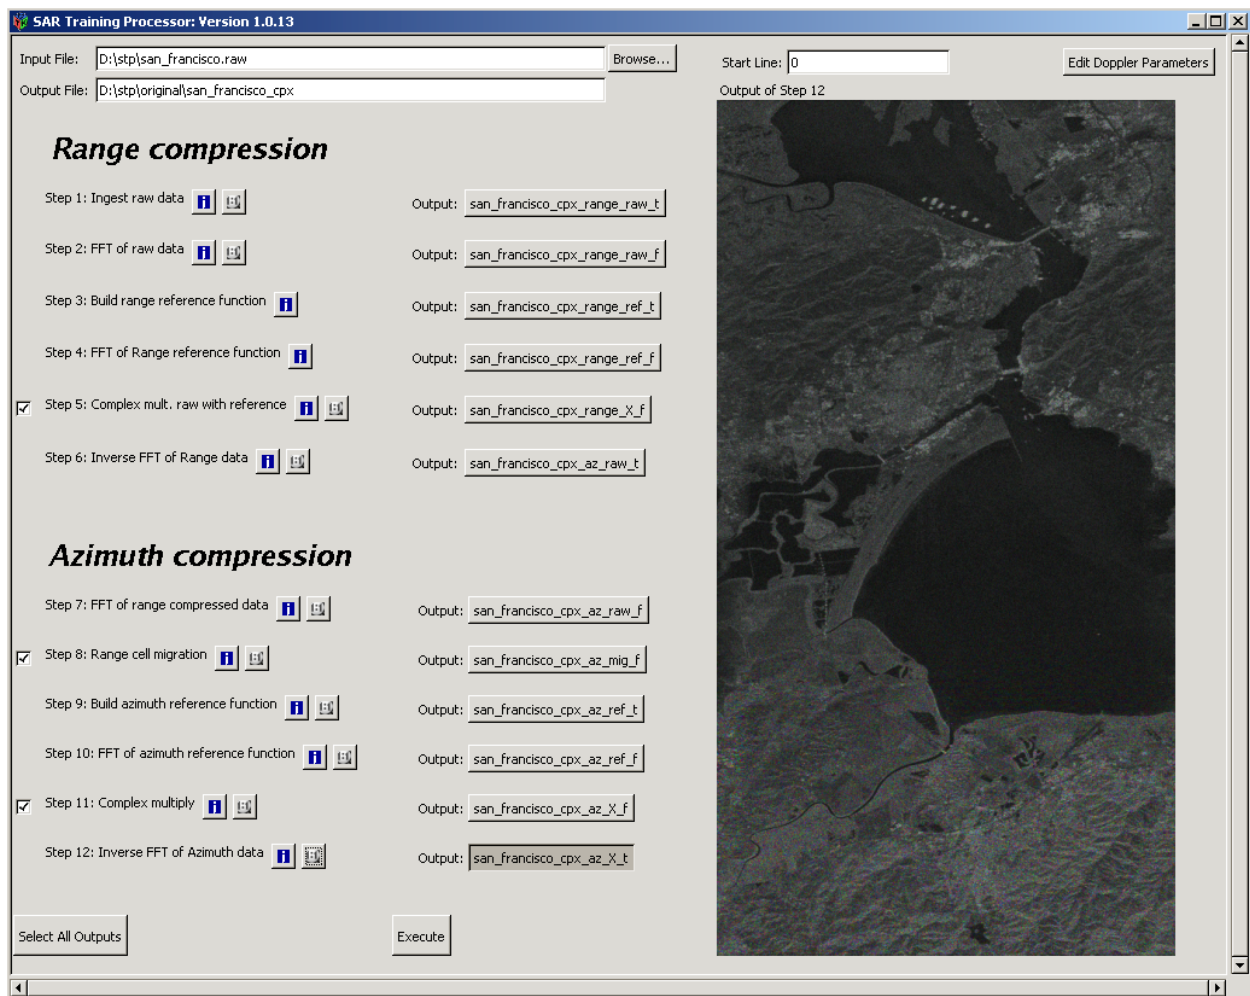 SAR Training Processor: Version 1.0.13
Input File: D:\stp\san_francisco.raw Browse... Start Line: 0 Edit Doppler Parameters
Output File: D:\stp\original\san_francisco_cpx Output of Step 12
Range compression
Step 1: Ingest raw data Output: san_francisco_cpx_range_raw_t
Step 2: FFT of raw data Output: san_francisco_cpx_range_raw_f
Step 3: Build range reference function Output: san_francisco_cpx_range_ref_t
Step 4: FFT of Range reference function Output: san_francisco_cpx_range_ref_f
Step 5: Complex mult. raw with reference Output: san_francisco_cpx_range_X_f
Step 6: Inverse FFT of Range data Output: san_francisco_cpx_az_raw_t
Azimuth compression
Step 7: FFT of range compressed data Output: san_francisco_cpx_az_raw_f
Step 8: Range cell migration Output: san_francisco_cpx_az_mig_f
Step 9: Build azimuth reference function Output: san_francisco_cpx_az_ref_t
Step 10: FFT of azimuth reference function Output: san_francisco_cpx_az_ref_f
Step 11: Complex multiply Output: san_francisco_cpx_az_X_f
Step 12: Inverse FFT of Azimuth data Output: san_francisco_cpx_az_X_t
Select All Outputs Execute